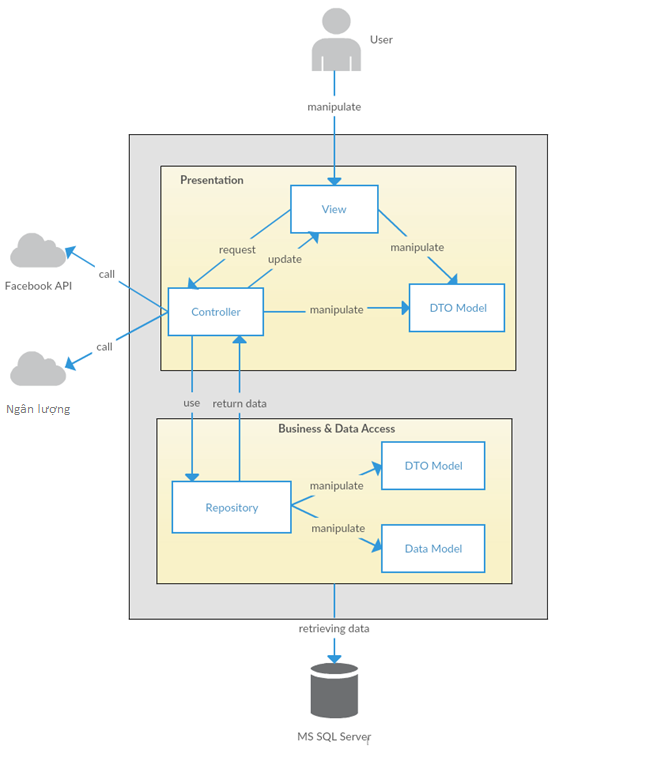 User
manipulate
Presentation
View
request
update
manipulate
Facebook API
call
Controller
manipulate
DTO Model
call
Ngân lượng
use
return data
Business & Data Access
DTO Model
manipulate
Repository
manipulate
Data Model
retrieving data
MS SQL Server